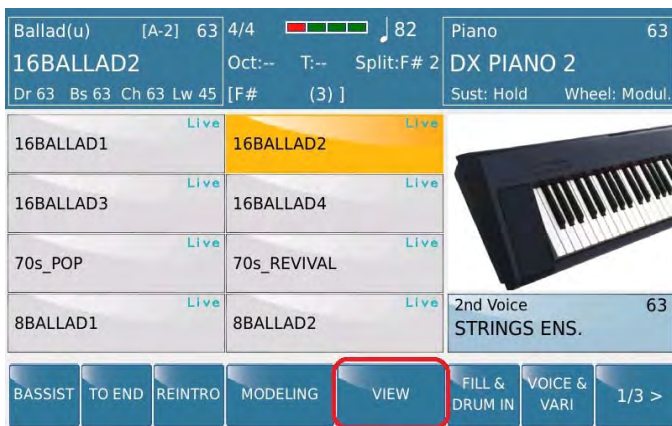 Ballad(u) [A-2] 63
16BALLAD2
Dr 63 Bs 63 Ch 63 Lw 45
4/4 82
Oct:-- T:-- Split:F# 2
[F# (3) ]
Piano 63
DX PIANO 2
Sust: Hold Wheel: Modul.
Live
16BALLAD1
Live
16BALLAD2
Live
16BALLAD3
Live
16BALLAD4
Live
70s_POP
Live
70s_REVIVAL
Live
8BALLAD1
Live
8BALLAD2
2nd Voice 63
STRINGS ENS.
BASSIST
TO END
REINTRO
MODELING
VIEW
FILL &
DRUM IN
VOICE &
VARI
1/3 >